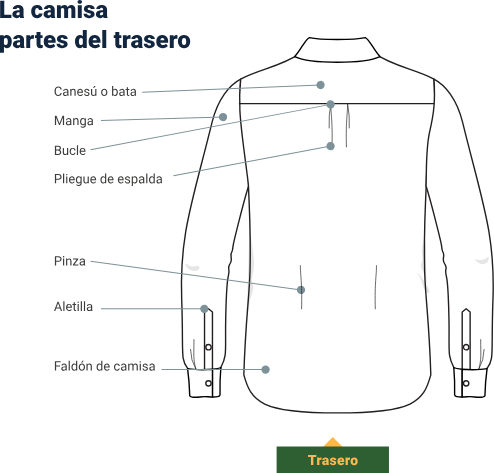 La camisa
partes del trasero
Canesú o bata
Manga
Bucle
Pliegue de espalda
Pinza
Aletilla
Faldón de camisa
Trasero